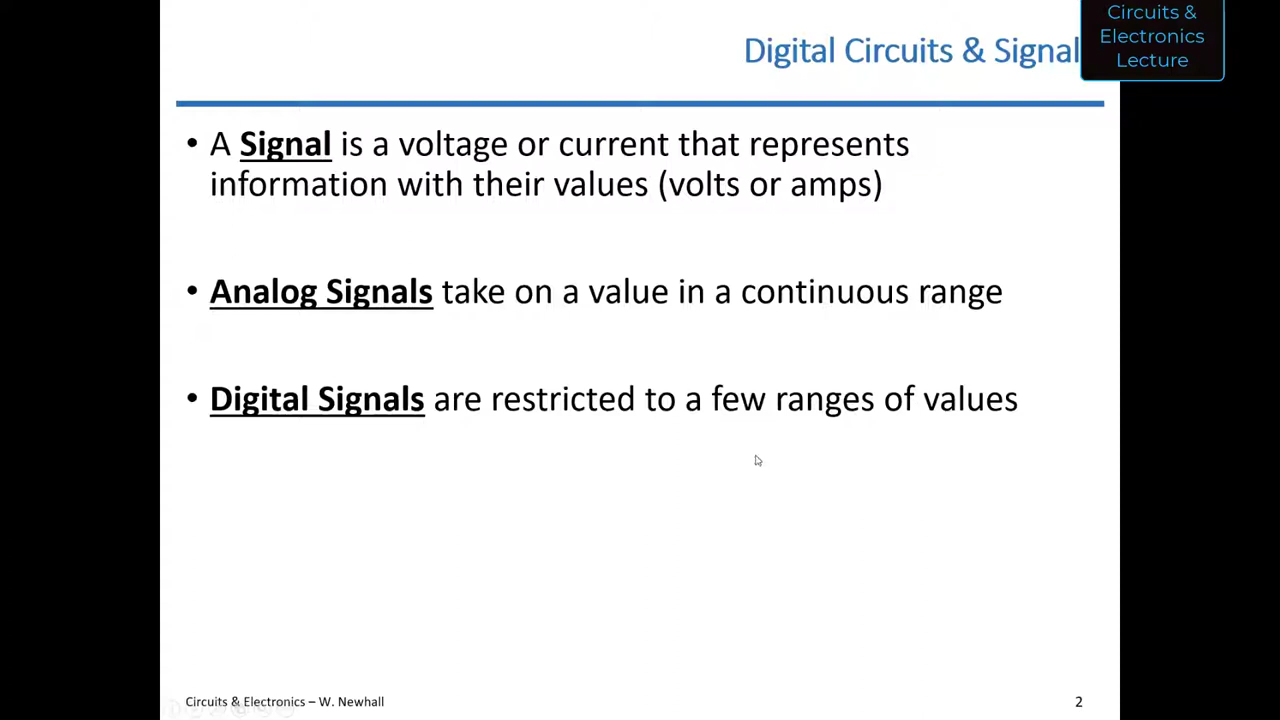 Circuits &
Electronics
Lecture
Digital Circuits & Signal
• A Signal is a voltage or current that represents
information with their values (volts or amps)
• Analog Signals take on a value in a continuous range
• Digital Signals are restricted to a few ranges of values
Circuits & Electronics – W. Newhall
2